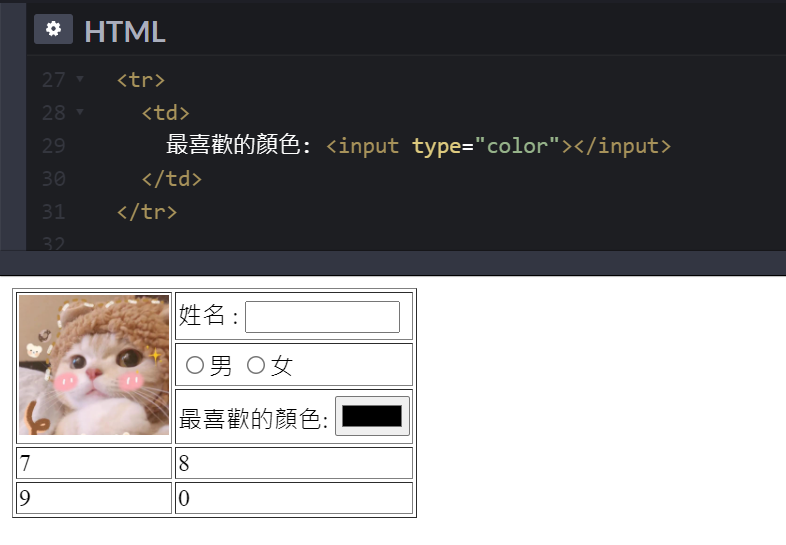 HTML
27 <tr>
28 <td>
29 最喜歡的顏色: <input type="color"></input>
30 </td>
31 </tr>
32
姓名 :
男 女
最喜歡的顏色:
7 8
9 0